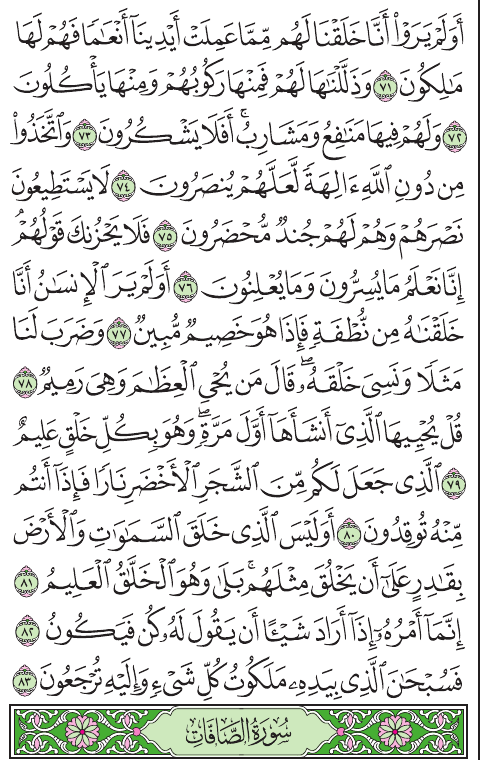 أَوَلَمْ يَرَوْا۟ أَنَّا خَلَقْنَا لَهُم مِّمَّا عَمِلَتْ أَيْدِينَآ أَنْعَـٰمًا فَهُمْ لَهَا
مَـٰلِكُونَ ٧١ وَذَلَّلْنَـٰهَا لَهُمْ فَمِنْهَا رَكُوبُهُمْ وَمِنْهَا يَأْكُلُونَ
٧٢ وَلَهُمْ فِيهَا مَنَـٰفِعُ وَمَشَارِبُ ۚ أَفَلَا يَشْكُرُونَ ٧٣ وَٱتَّخَذُوا۟
مِن دُونِ ٱللَّهِ ءَالِهَةً لَّعَلَّهُمْ يُنصَرُونَ ٧٤ لَا يَسْتَطِيعُونَ
نَصْرَهُمْ وَهُمْ لَهُمْ جُندٌ مُّحْضَرُونَ ٧٥ فَلَا يَحْزُنكَ قَوْلُهُمْ ۘ
إِنَّا نَعْلَمُ مَا يُسِرُّونَ وَمَا يُعْلِنُونَ ٧٦ أَوَلَمْ يَرَ ٱلْإِنسَـٰنُ أَنَّا
خَلَقْنَـٰهُ مِن نُّطْفَةٍ فَإِذَا هُوَ خَصِيمٌ مُّبِينٌ ٧٧ وَضَرَبَ لَنَا
مَثَلًا وَنَسِىَ خَلْقَهُۥ ۖ قَالَ مَن يُحْىِ ٱلْعِظَـٰمَ وَهِىَ رَمِيمٌ ٧٨
قُلْ يُحْيِيهَا ٱلَّذِىٓ أَنشَأَهَآ أَوَّلَ مَرَّةٍ ۖ وَهُوَ بِكُلِّ خَلْقٍ عَلِيمٌ
٧٩ ٱلَّذِى جَعَلَ لَكُم مِّنَ ٱلشَّجَرِ ٱلْأَخْضَرِ نَارًا فَإِذَآ أَنتُم
مِّنْهُ تُوقِدُونَ ٨٠ أَوَلَيْسَ ٱلَّذِى خَلَقَ ٱلسَّمَـٰوَٰتِ وَٱلْأَرْضَ
بِقَـٰدِرٍ عَلَىٰٓ أَن يَخْلُقَ مِثْلَهُم ۚ بَلَىٰ وَهُوَ ٱلْخَلَّـٰقُ ٱلْعَلِيمُ ٨١
إِنَّمَآ أَمْرُهُۥٓ إِذَآ أَرَادَ شَيْـًٔا أَن يَقُولَ لَهُۥ كُن فَيَكُونُ ٨٢
فَسُبْحَـٰنَ ٱلَّذِى بِيَدِهِۦ مَلَكُوتُ كُلِّ شَىْءٍ وَإِلَيْهِ تُرْجَعُونَ ٨٣
سُورَةُ ٱلصَّافَّاتِ